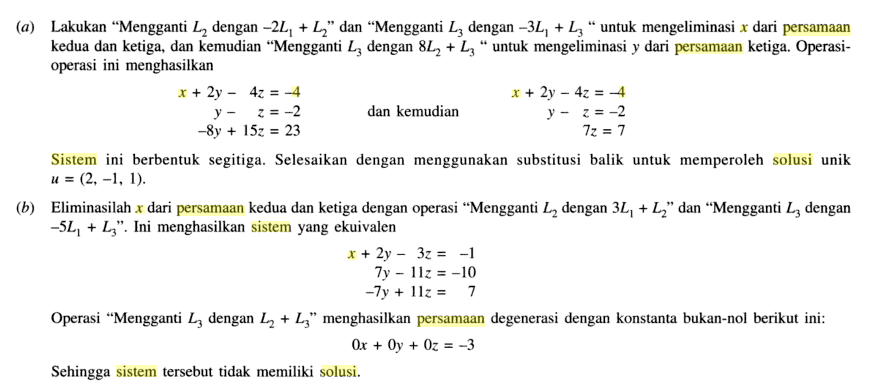 (a) Lakukan “Mengganti L₂ dengan –2L₁ + L₂” dan “Mengganti L₃ dengan –3L₁ + L₃ “ untuk mengeliminasi x dari persamaan
kedua dan ketiga, dan kemudian “Mengganti L₃ dengan 8L₂ + L₃ “ untuk mengeliminasi y dari persamaan ketiga. Operasi-
operasi ini menghasilkan
x + 2y – 4z = –4 x + 2y – 4z = –4
y – z = –2 dan kemudian y – z = –2
–8y + 15z = 23 7z = 7
Sistem ini berbentuk segitiga. Selesaikan dengan menggunakan substitusi balik untuk memperoleh solusi unik
u = (2, –1, 1).
(b) Eliminasilah x dari persamaan kedua dan ketiga dengan operasi “Mengganti L₂ dengan 3L₁ + L₂” dan “Mengganti L₃ dengan
–5L₁ + L₃”. Ini menghasilkan sistem yang ekuivalen
x + 2y – 3z = –1
7y – 11z = –10
–7y + 11z = 7
Operasi “Mengganti L₃ dengan L₂ + L₃” menghasilkan persamaan degenerasi dengan konstanta bukan-nol berikut ini:
0x + 0y + 0z = –3
Sehingga sistem tersebut tidak memiliki solusi.